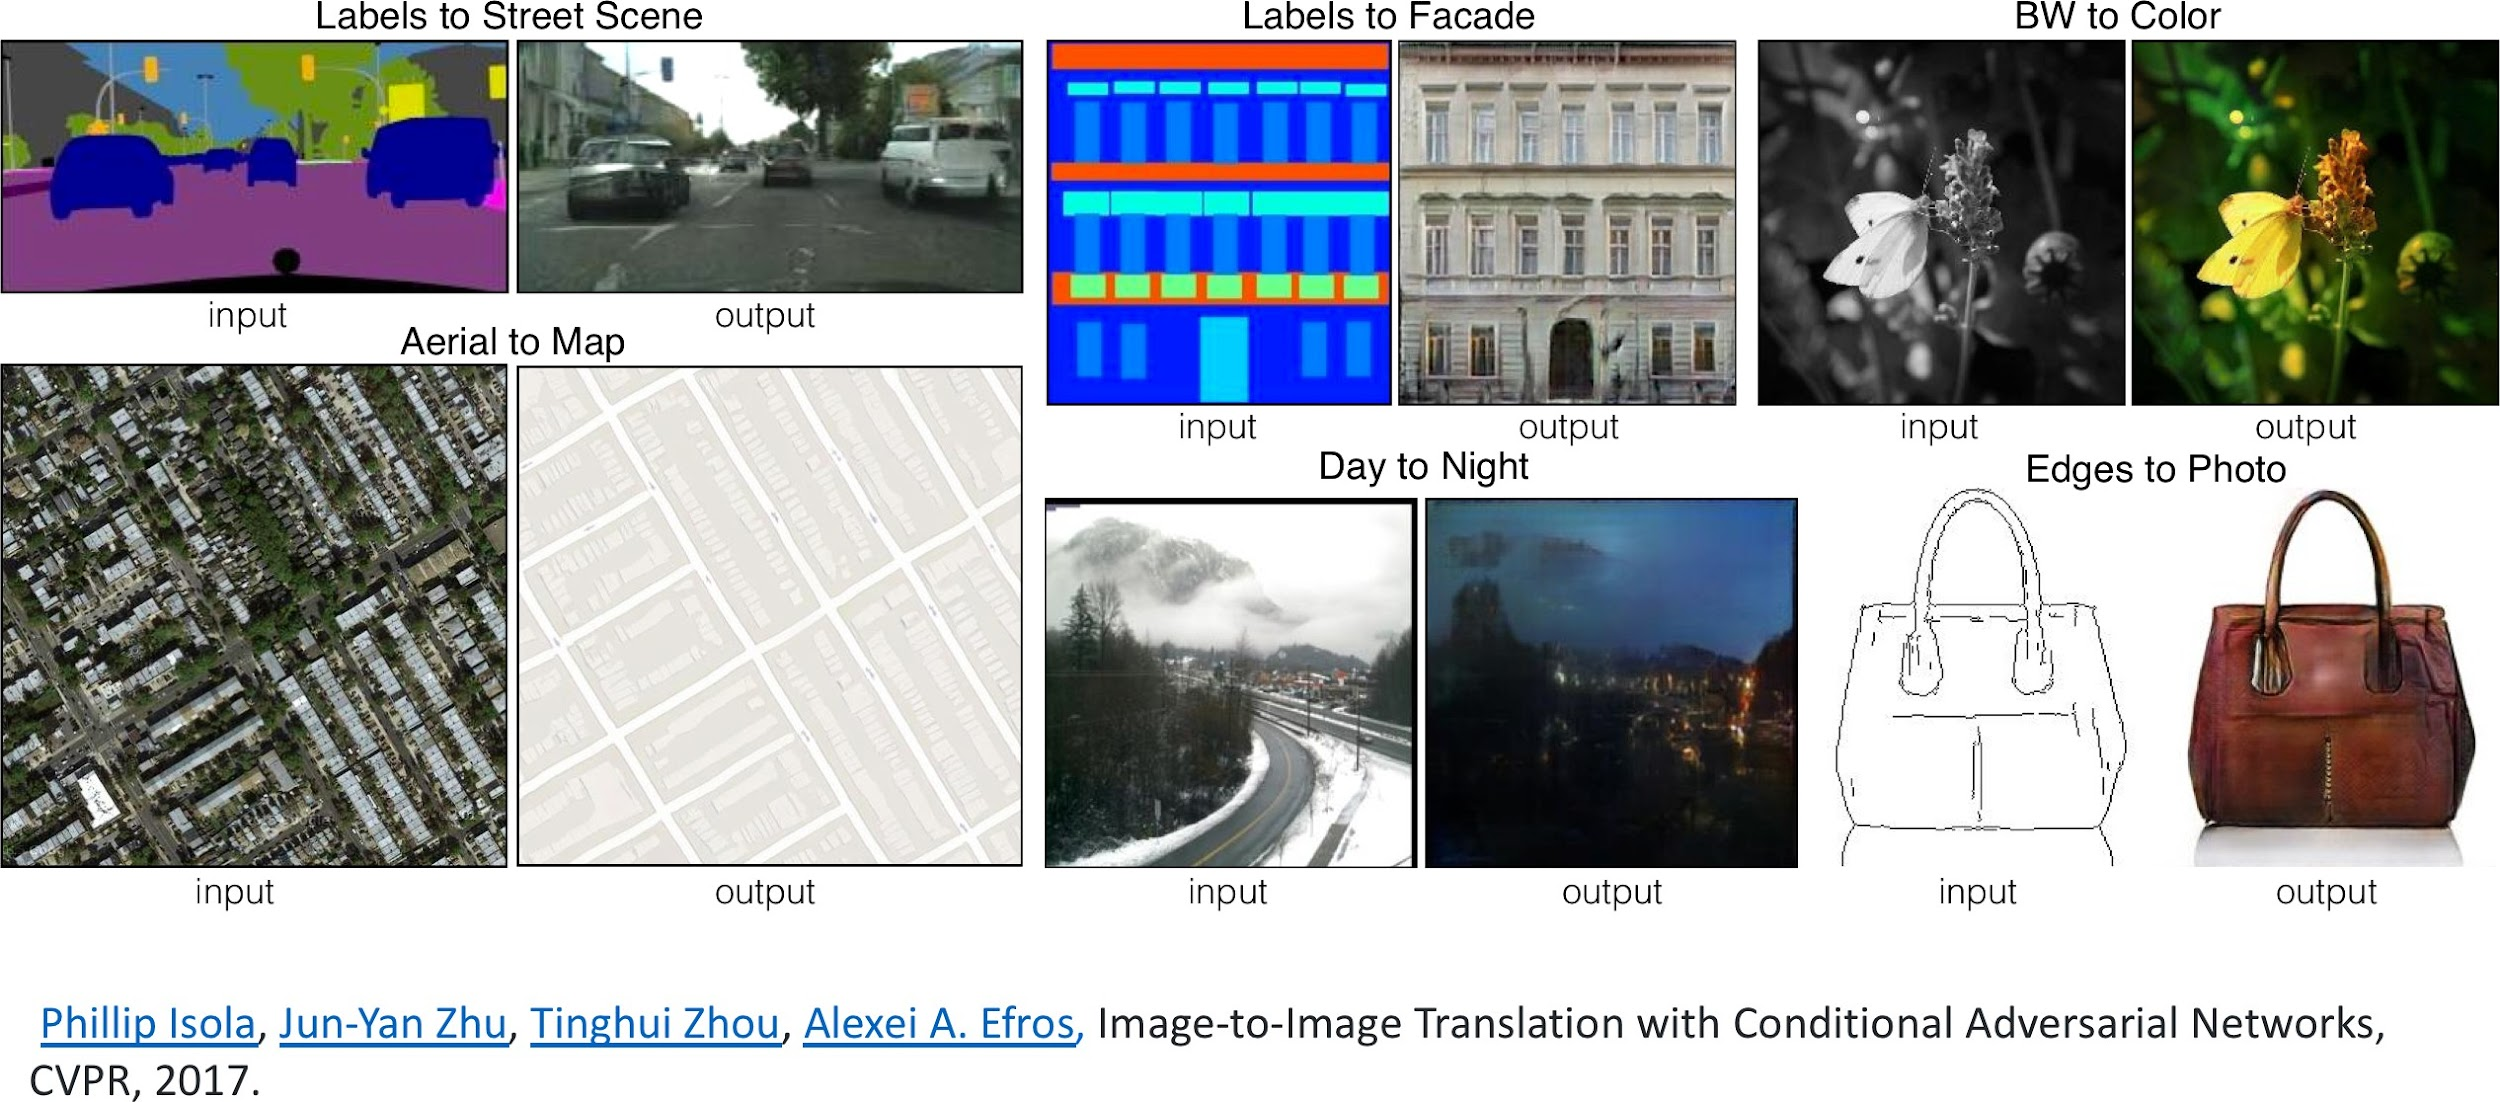 Labels to Street Scene
input
output
Aerial to Map
input
output
Labels to Facade
input
output
BW to Color
input
output
Day to Night
input
output
Edges to Photo
input
output
Phillip Isola, Jun-Yan Zhu, Tinghui Zhou, Alexei A. Efros, Image-to-Image Translation with Conditional Adversarial Networks,
CVPR, 2017.